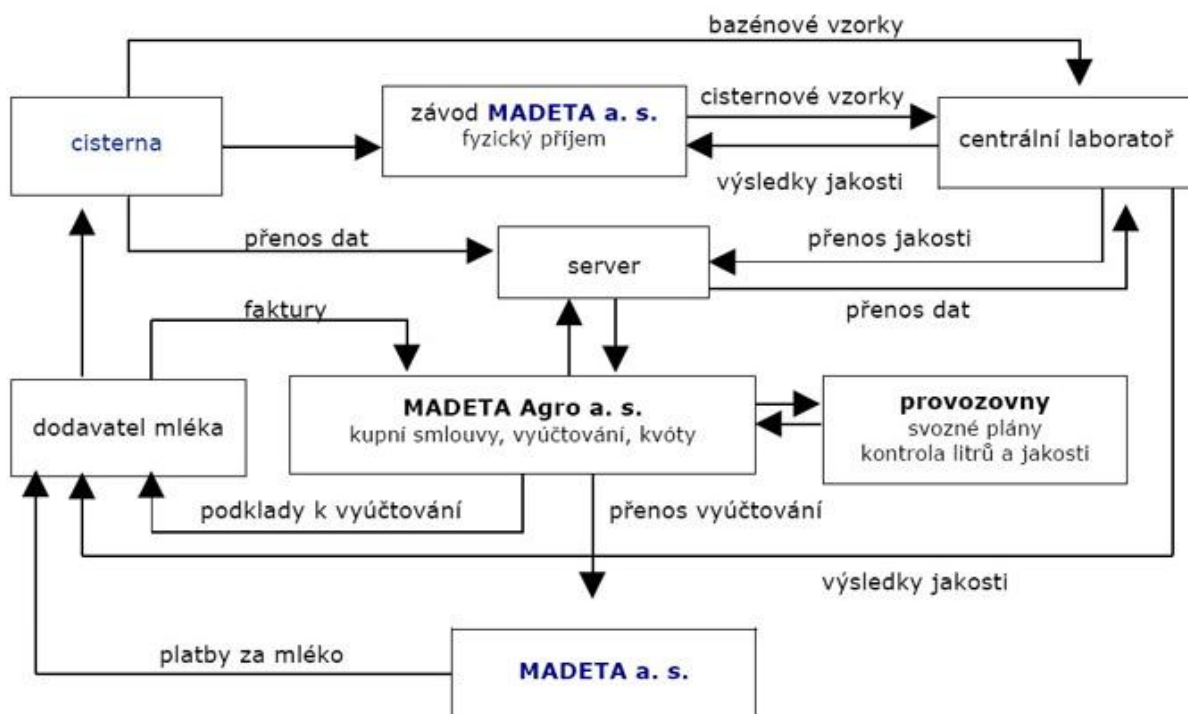 bazénové vzorky
závod MADETA a. s.
fyzický příjem
cisternové vzorky
cisterna
centrální laboratoř
výsledky jakosti
přenos dat
přenos jakosti
server
faktury
přenos dat
MADETA Agro a. s.
kupní smlouvy, vyúčtování, kvóty
provozovny
svozné plány
kontrola litrů a jakosti
dodavatel mléka
podklady k vyúčtování
přenos vyúčtování
výsledky jakosti
platby za mléko
MADETA a. s.